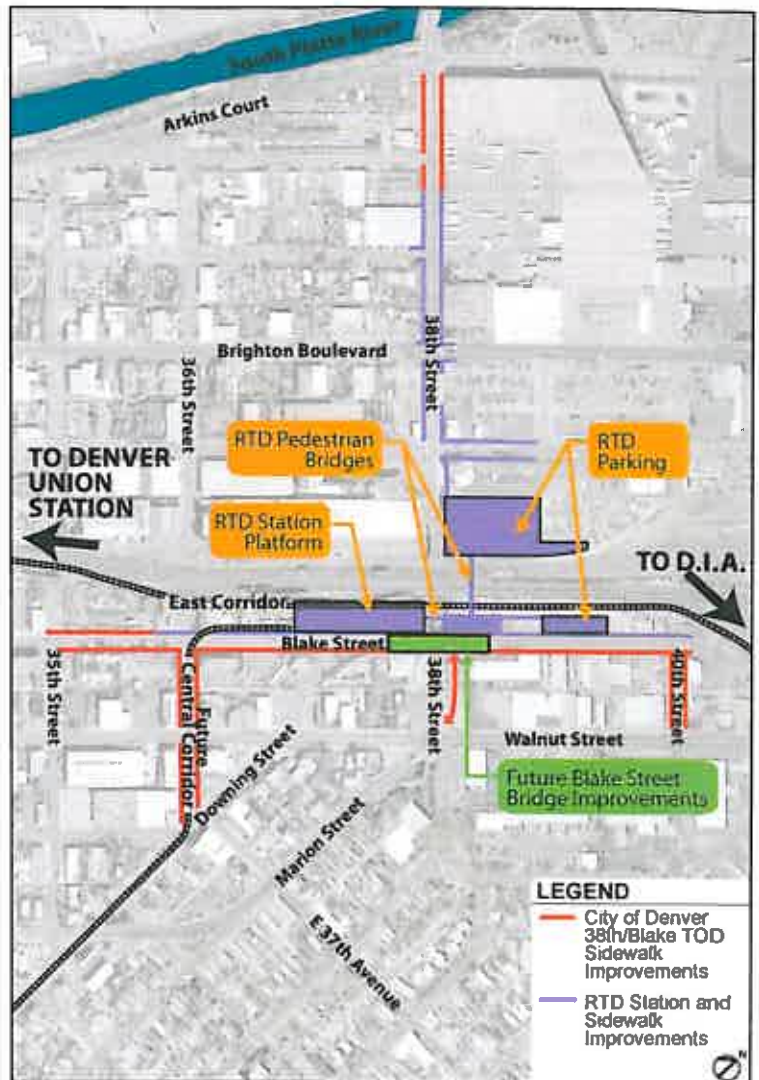 South Platte River
Arkins Court
38th Street
Brighton Boulevard
36th Street
RTD Pedestrian
Bridges
RTD
Parking
TO DENVER
UNION
STATION
RTD Station
Platform
TO D.I.A.
East Corridor
Blake Street
35th Street
Future
Central Corridor
38th Street
40th Street
Walnut Street
Downing Street
Future Blake Street
Bridge Improvements
Marion Street
E 37th Avenue
LEGEND
City of Denver
38th/Blake TOD
Sidewalk
Improvements
RTD Station and
Sidewalk
Improvements
N